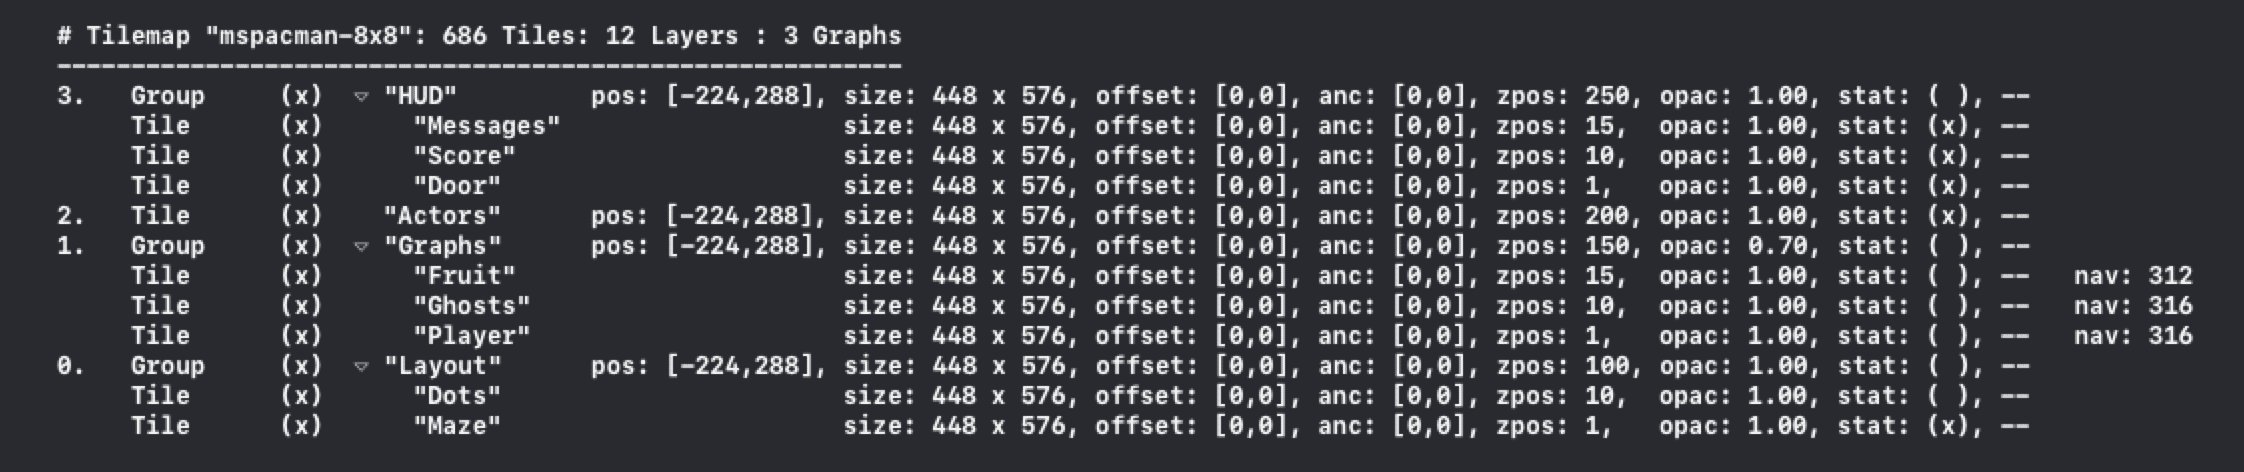 # Tilemap "mspacman-8x8": 686 Tiles: 12 Layers : 3 Graphs
---------------------------------------------------------
3.   Group     (x)  ▿ "HUD"         pos: [-224,288], size: 448 x 576, offset: [0,0], anc: [0,0], zpos: 250, opac: 1.00, stat: ( ), --
     Tile      (x)      "Messages"                   size: 448 x 576, offset: [0,0], anc: [0,0], zpos: 15,  opac: 1.00, stat: (x), --
     Tile      (x)      "Score"                      size: 448 x 576, offset: [0,0], anc: [0,0], zpos: 10,  opac: 1.00, stat: (x), --
     Tile      (x)      "Door"                       size: 448 x 576, offset: [0,0], anc: [0,0], zpos: 1,   opac: 1.00, stat: (x), --
2.   Tile      (x)    "Actors"      pos: [-224,288], size: 448 x 576, offset: [0,0], anc: [0,0], zpos: 200, opac: 1.00, stat: (x), --
1.   Group     (x)  ▿ "Graphs"      pos: [-224,288], size: 448 x 576, offset: [0,0], anc: [0,0], zpos: 150, opac: 0.70, stat: ( ), --
     Tile      (x)      "Fruit"                      size: 448 x 576, offset: [0,0], anc: [0,0], zpos: 15,  opac: 1.00, stat: ( ), --   nav: 312
     Tile      (x)      "Ghosts"                     size: 448 x 576, offset: [0,0], anc: [0,0], zpos: 10,  opac: 1.00, stat: ( ), --   nav: 316
     Tile      (x)      "Player"                     size: 448 x 576, offset: [0,0], anc: [0,0], zpos: 1,   opac: 1.00, stat: ( ), --   nav: 316
0.   Group     (x)  ▿ "Layout"      pos: [-224,288], size: 448 x 576, offset: [0,0], anc: [0,0], zpos: 100, opac: 1.00, stat: ( ), --
     Tile      (x)      "Dots"                       size: 448 x 576, offset: [0,0], anc: [0,0], zpos: 10,  opac: 1.00, stat: ( ), --
     Tile      (x)      "Maze"                       size: 448 x 576, offset: [0,0], anc: [0,0], zpos: 1,   opac: 1.00, stat: (x), --